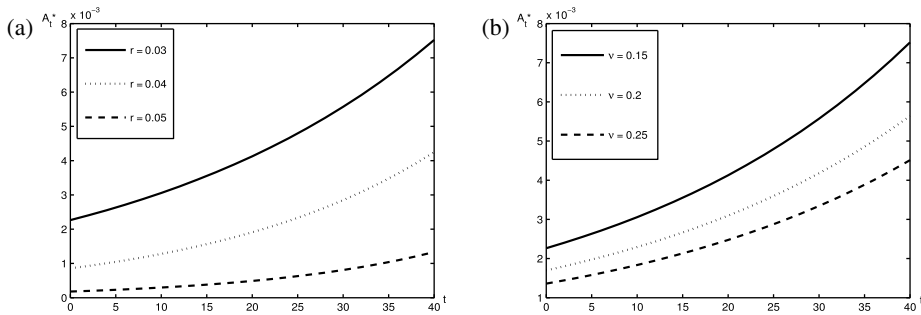 (a)
A_t*
x 10⁻³
8
7
6
5
4
3
2
1
0
r = 0.03
r = 0.04
r = 0.05
0 5 10 15 20 25 30 35 40 t
(b)
A_t*
x 10⁻³
8
7
6
5
4
3
2
1
ν = 0.15
ν = 0.2
ν = 0.25
0 5 10 15 20 25 30 35 40 t